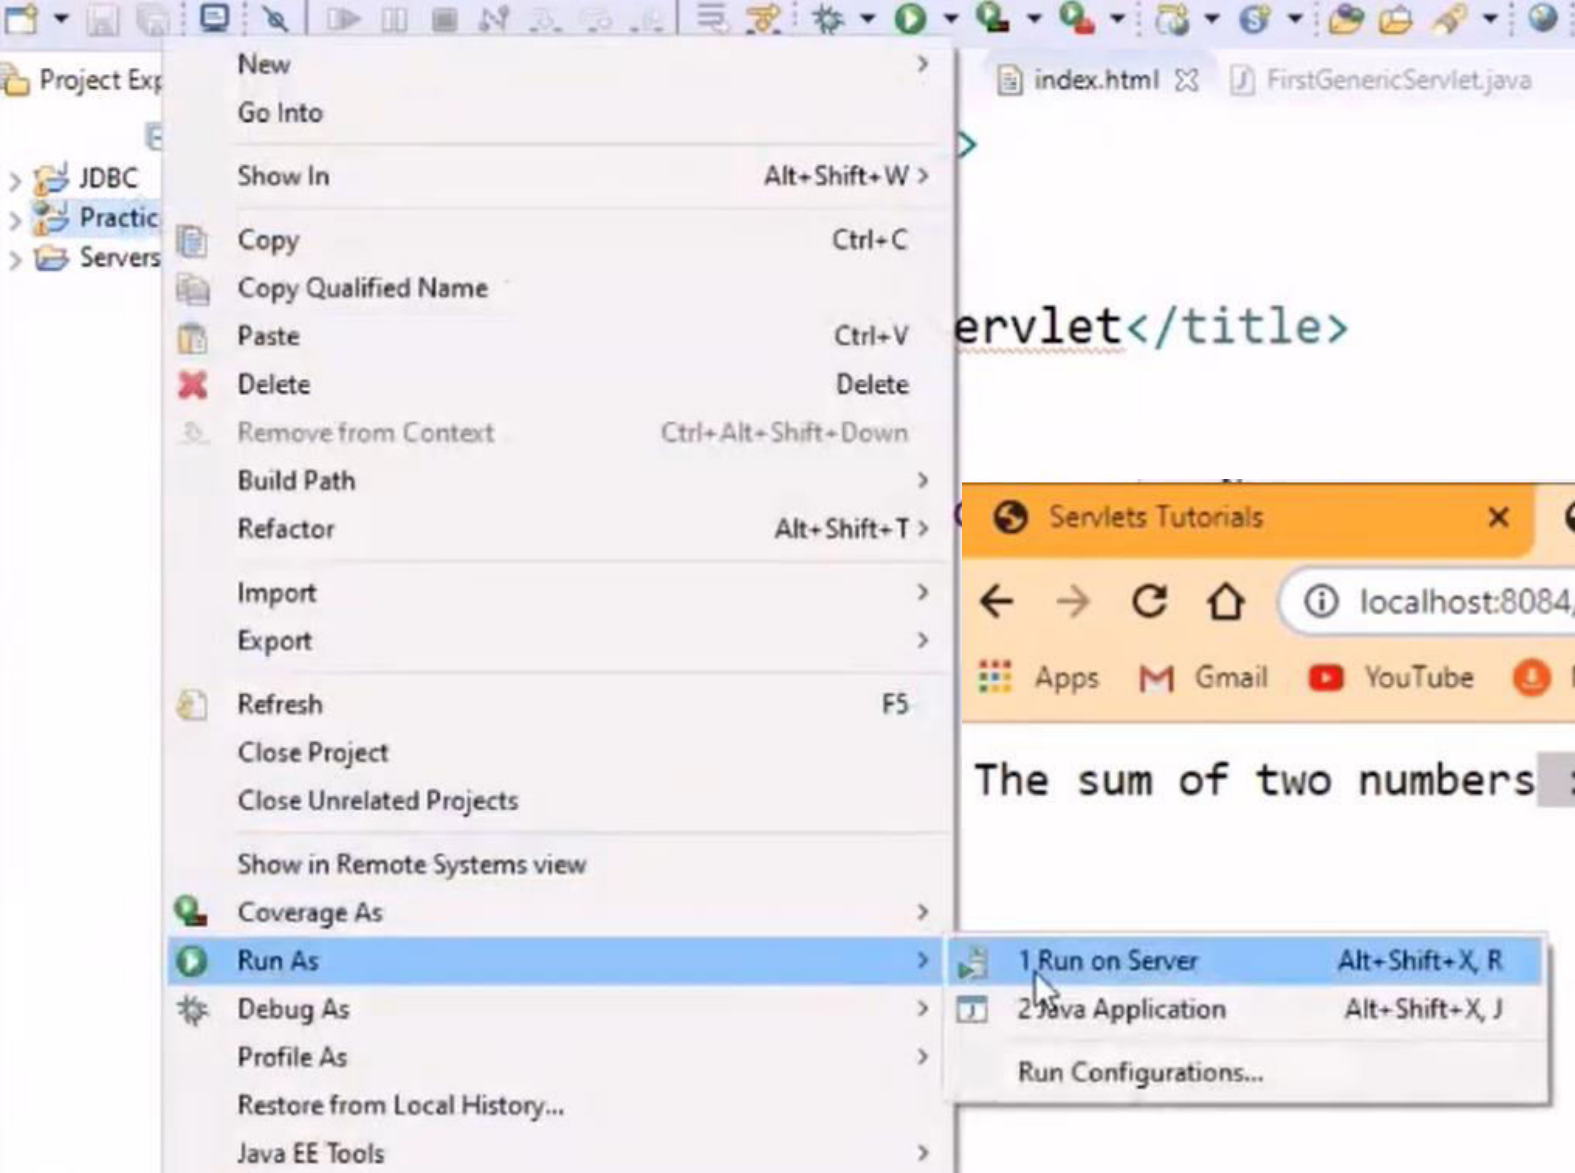 Project Exp
index.html
FirstGenericServlet.java
JDBC
Practic
Servers
New
Go Into
Show In Alt+Shift+W >
Copy Ctrl+C
Copy Qualified Name
Paste Ctrl+V
Delete Delete
Remove from Context Ctrl+Alt+Shift+Down
Build Path >
Refactor Alt+Shift+T >
Import >
Export >
Refresh F5
Close Project
Close Unrelated Projects
Show in Remote Systems view
Coverage As >
Run As >
Debug As >
Profile As >
Restore from Local History...
Java EE Tools >
>
ervlet</title>
Servlets Tutorials
localhost:8084/
Apps Gmail YouTube
The sum of two numbers :
1 Run on Server Alt+Shift+X, R
2 Java Application Alt+Shift+X, J
Run Configurations...